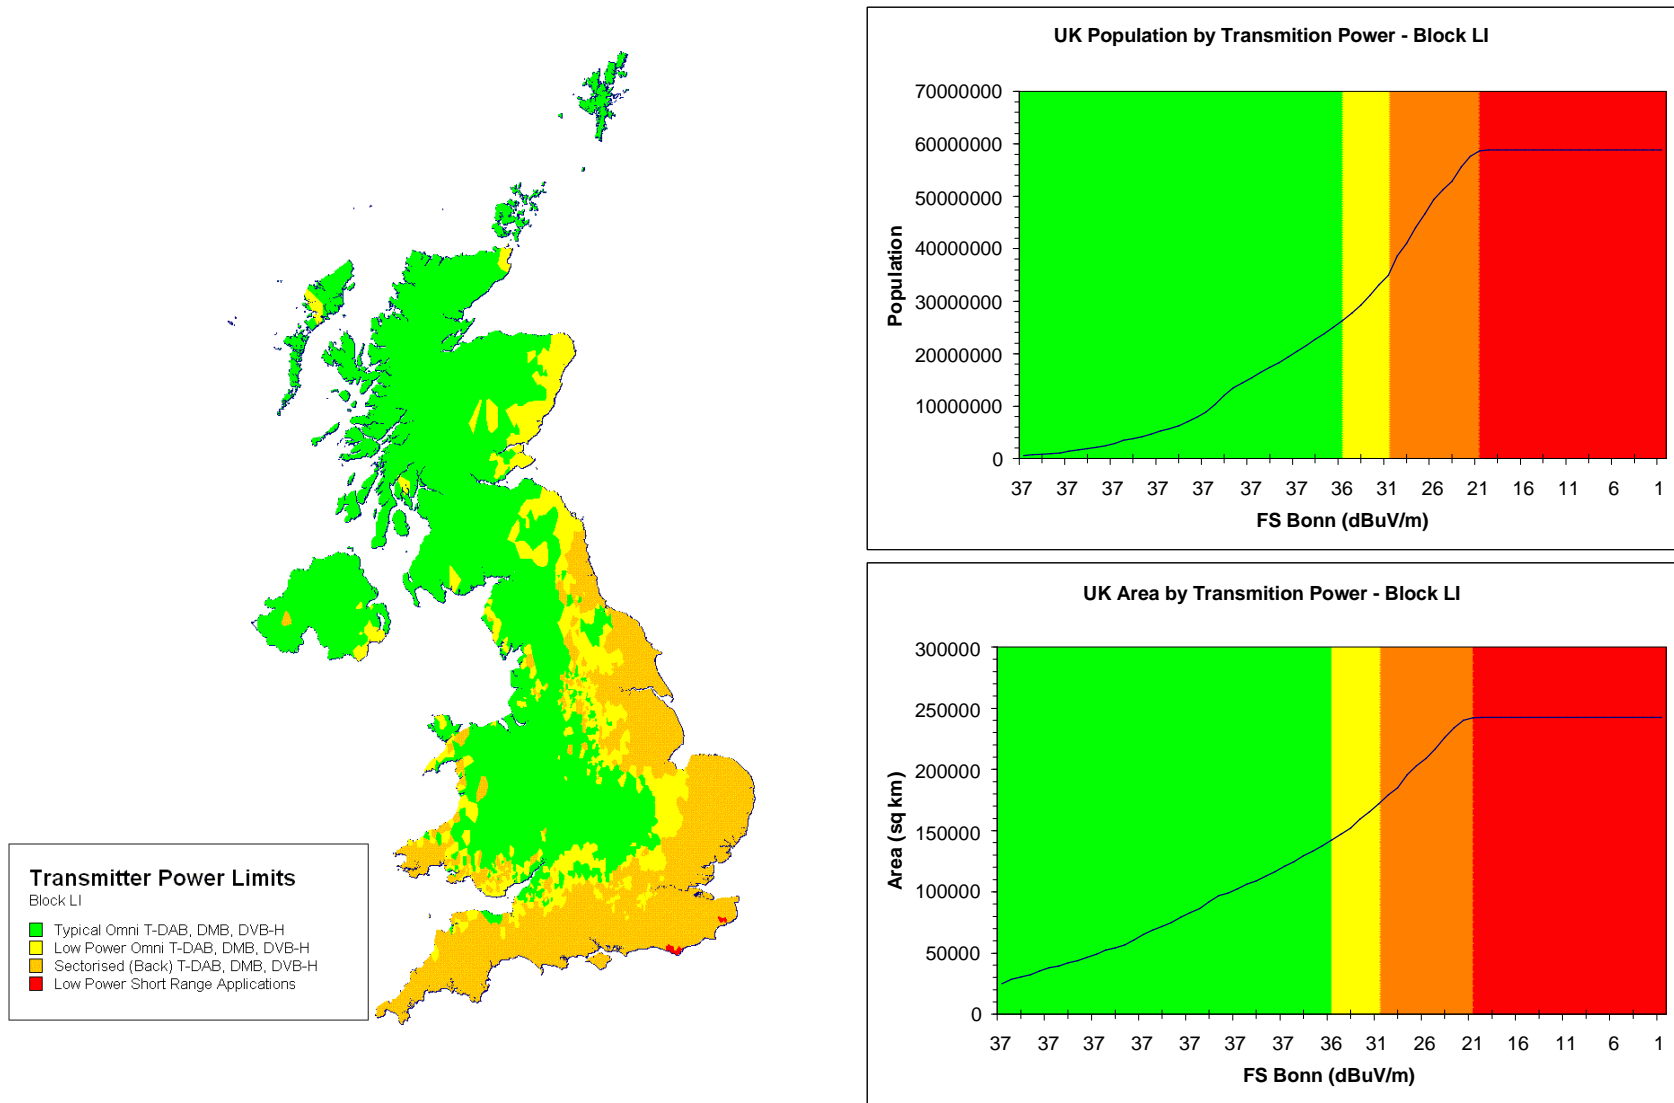 Transmitter Power Limits
Block LI
Typical Omni T-DAB, DMB, DVB-H
Low Power Omni T-DAB, DMB, DVB-H
Sectorised (Back) T-DAB, DMB, DVB-H
Low Power Short Range Applications
UK Population by Transmition Power - Block LI
70000000
60000000
50000000
40000000
30000000
20000000
10000000
0
Population
37 37 37 37 37 37 37 36 31 26 21 16 11 6 1
FS Bonn (dBuV/m)
UK Area by Transmition Power - Block LI
300000
250000
200000
150000
100000
50000
0
Area (sq km)
37 37 37 37 37 37 37 36 31 26 21 16 11 6 1
FS Bonn (dBuV/m)